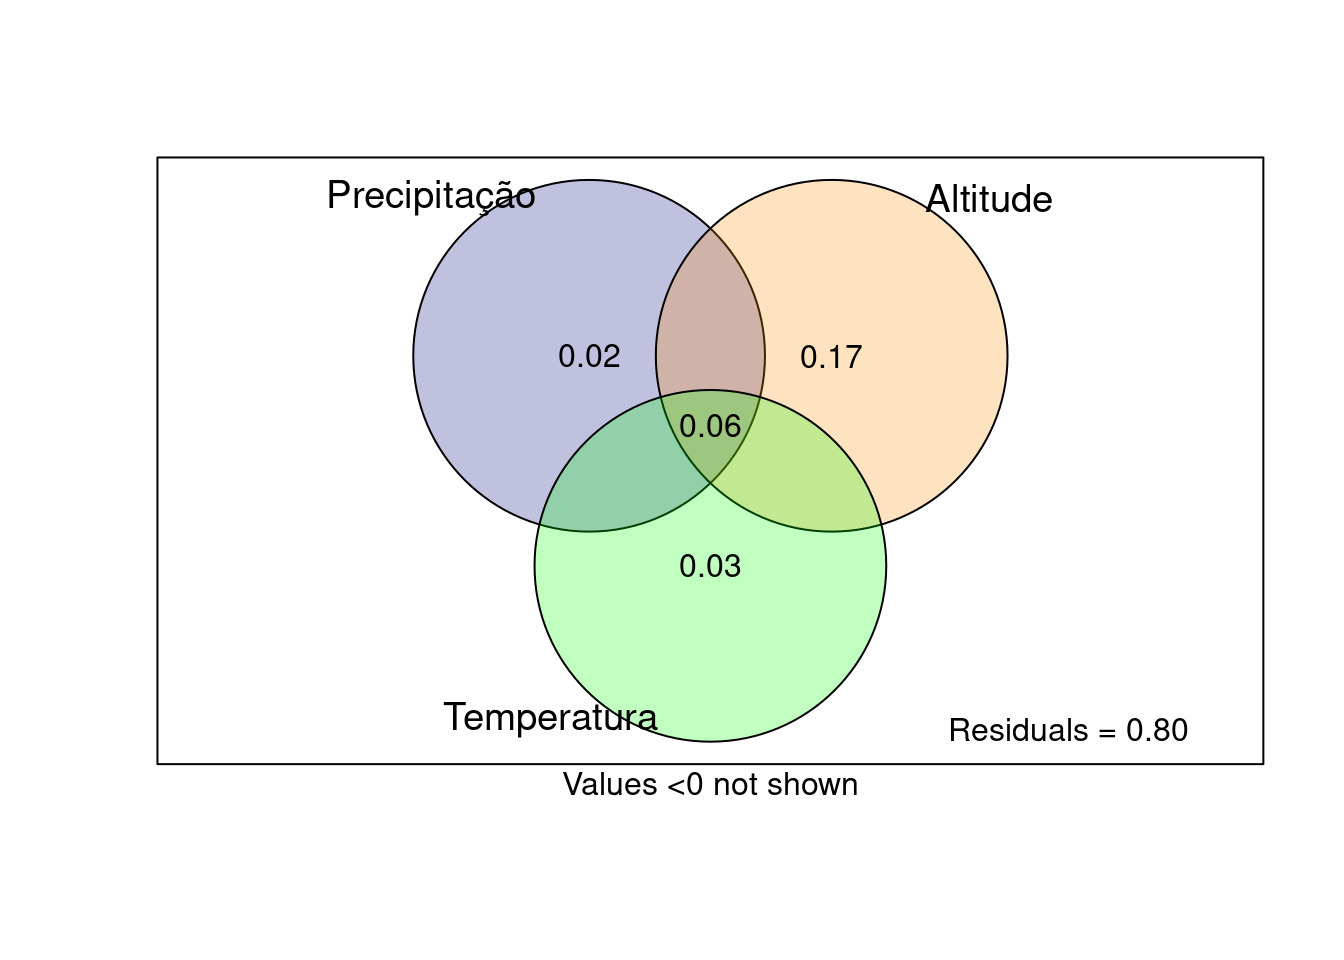 Precipitação
Altitude
0.02
0.17
0.06
0.03
Temperatura
Residuals = 0.80
Values <0 not shown